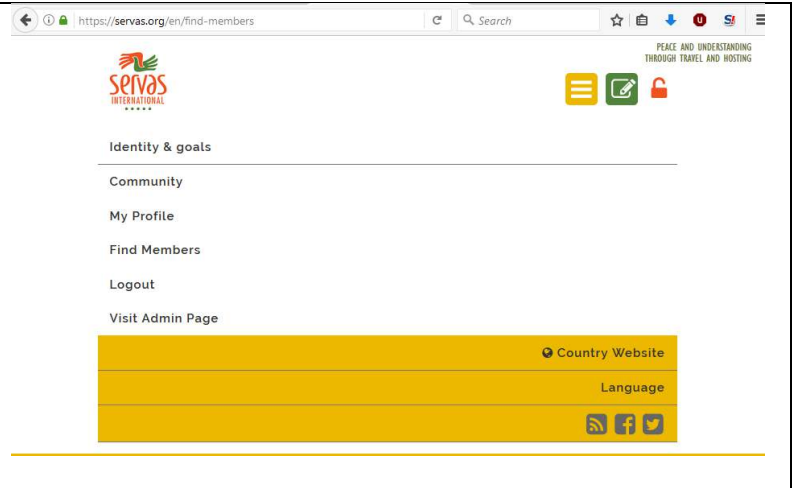 https://servas.org/en/find-members
Search
PEACE AND UNDERSTANDING
THROUGH TRAVEL AND HOSTING
servas
INTERNATIONAL
Identity & goals
Community
My Profile
Find Members
Logout
Visit Admin Page
Country Website
Language